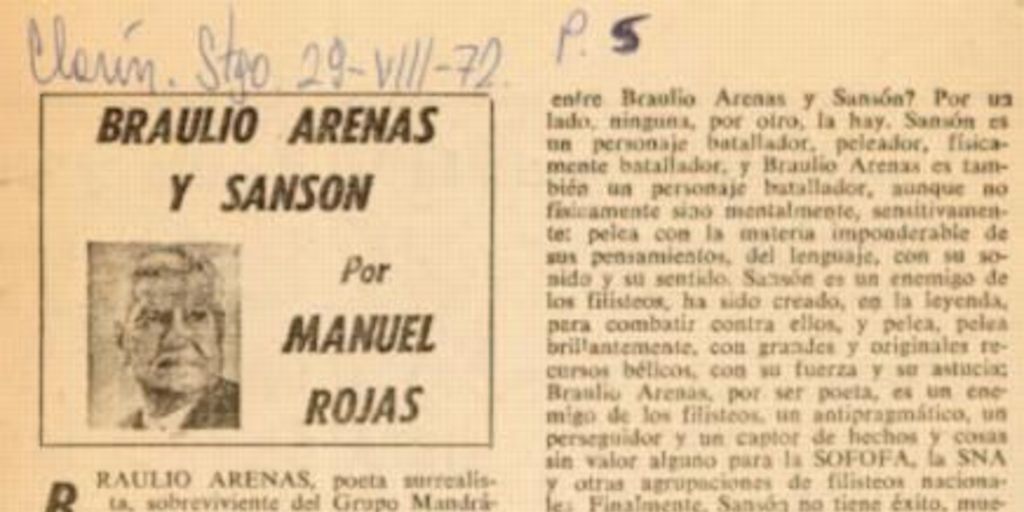 Clarín. Stgo. 29-VIII-72.
P. 5
BRAULIO ARENAS
Y SANSON
Por
MANUEL
ROJAS
BRAULIO ARENAS, poeta surrealis-
ta, sobreviviente del Grupo Mandrá-
entre Braulio Arenas y Sansón? Por un
lado, ninguna, por otro, la hay. Sansón es
un personaje batallador, peleador, física-
mente batallador, y Braulio Arenas es tam-
bién un personaje batallador, aunque no
físicamente sino mentalmente, sensitivamen-
te: pelea con la materia imponderable de
sus pensamientos, del lenguaje, con su so-
nido y su sentido. Sansón es un enemigo de
los filisteos, ha sido creado, en la leyenda,
para combatir contra ellos, y pelea, pelea
brillantemente, con grandes y originales re-
cursos bélicos, con su fuerza y su astucia;
Braulio Arenas, por ser poeta, es un ene-
migo de los filisteos, un antipragmático, un
perseguidor y un captor de hechos y cosas
sin valor alguno para la SOFOFA, la SNA
y otras agrupaciones de filisteos naciona-
les. Finalmente, Sansón no tiene éxito, mue-